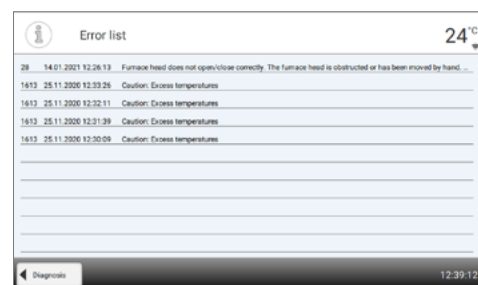 Error list
24°C
28 14.01.2021 12:26:13 Furnace head does not open/close correctly. The furnace head is obstructed or has been moved by hand. ...
1613 25.11.2020 12:33:26 Caution: Excess temperatures
1613 25.11.2020 12:32:11 Caution: Excess temperatures
1613 25.11.2020 12:31:39 Caution: Excess temperatures
1613 25.11.2020 12:30:09 Caution: Excess temperatures
Diagnosis
12:39:12